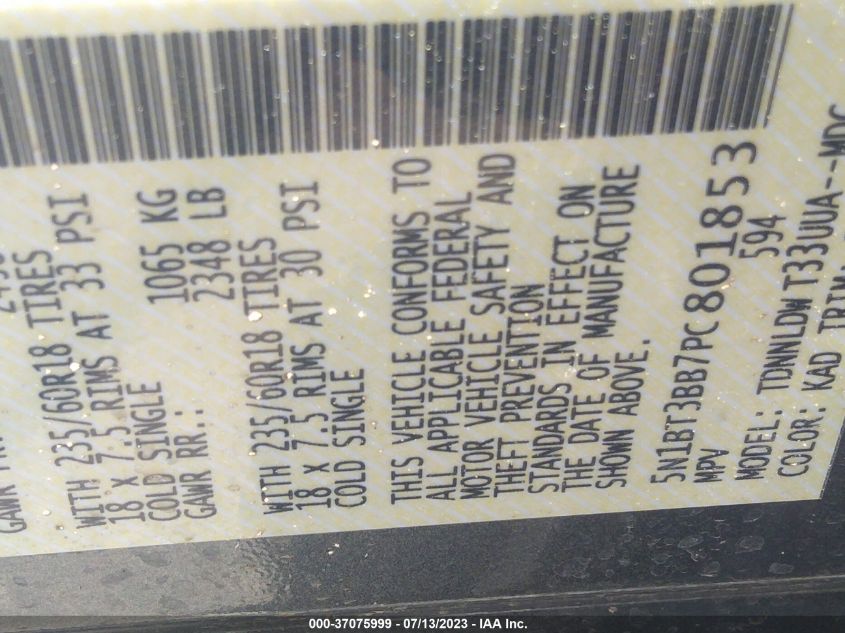 GAWR
WITH 235/60R18 TIRES
18 X 7.5 RIMS AT 33 PSI
COLD SINGLE
GAWR RR.: 1065 KG
2348 LB
WITH 235/60R18 TIRES
18 X 7.5 RIMS AT 30 PSI
COLD SINGLE
THIS VEHICLE CONFORMS TO
ALL APPLICABLE FEDERAL
MOTOR VEHICLE SAFETY AND
THEFT PREVENTION
STANDARDS IN EFFECT ON
THE DATE OF MANUFACTURE
SHOWN ABOVE.
5N1BT3BB7PC801853
MPV 594
MODEL: TDNNLDW T33UUA--MDC
COLOR: KAD TRIM:
000-37075999 - 07/13/2023 - IAA Inc.